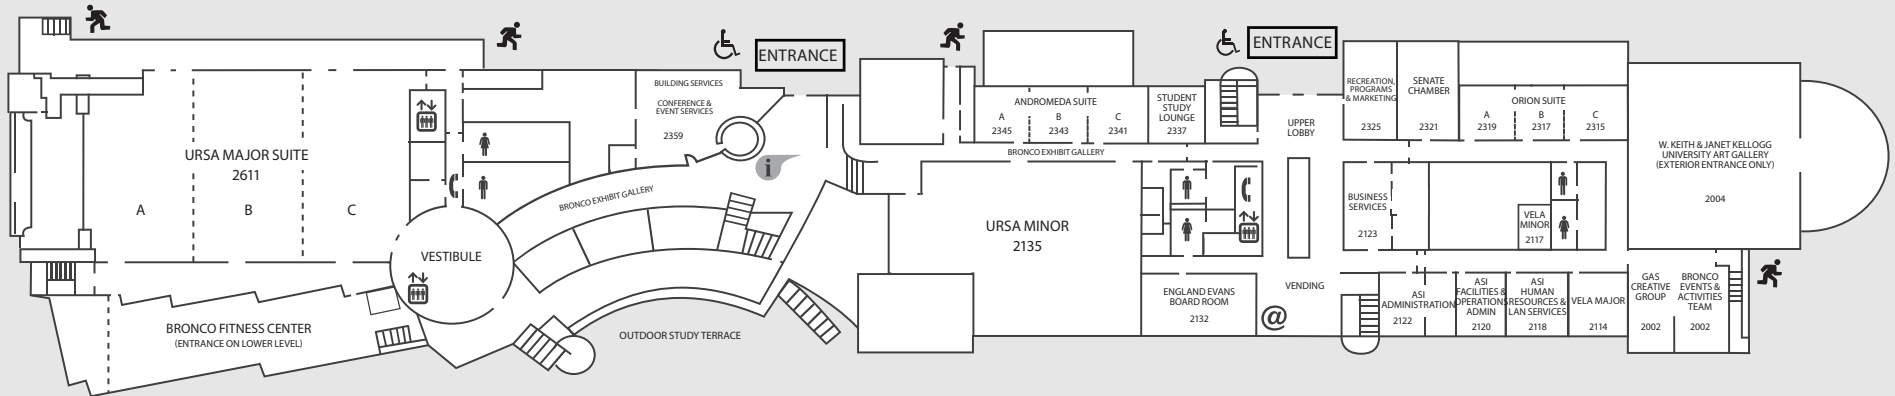 ENTRANCE
ENTRANCE
BUILDING SERVICES
CONFERENCE &
EVENT SERVICES
2359
URSA MAJOR SUITE
2611
A
B
C
VESTIBULE
BRONCO EXHIBIT GALLERY
i
BRONCO FITNESS CENTER
(ENTRANCE ON LOWER LEVEL)
OUTDOOR STUDY TERRACE
ANDROMEDA SUITE
A
2345
B
2343
C
2341
STUDENT
STUDY
LOUNGE
2337
BRONCO EXHIBIT GALLERY
UPPER
LOBBY
URSA MINOR
2135
ENGLAND EVANS
BOARD ROOM
2132
@
VENDING
RECREATION,
PROGRAMS
& MARKETING
2325
SENATE
CHAMBER
2321
ORION SUITE
A
2319
B
2317
C
2315
BUSINESS
SERVICES
2123
VELA
MINOR
2117
W. KEITH & JANET KELLOGG
UNIVERSITY ART GALLERY
(EXTERIOR ENTRANCE ONLY)
2004
ASI
ADMINISTRATION
2122
ASI
FACILITIES &
OPERATIONS
ADMIN
2120
ASI
HUMAN
RESOURCES &
LAN SERVICES
2118
VELA MAJOR
2114
GAS
CREATIVE
GROUP
2002
BRONCO
EVENTS &
ACTIVITIES
TEAM
2002